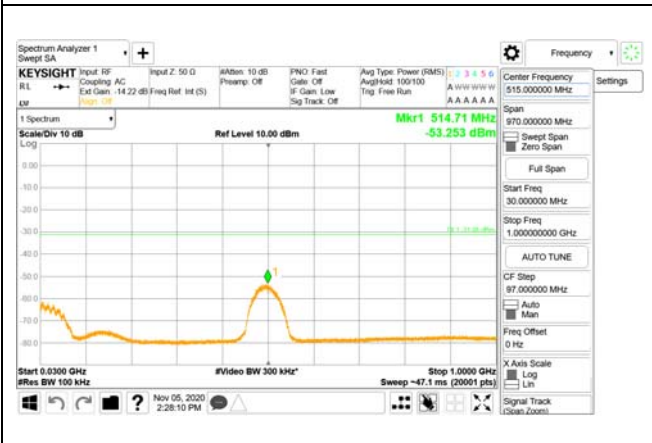 Spectrum Analyzer 1
Swept SA
Frequency
KEYSIGHT
RL
Input: RF
Coupling: AC
Ext Gain: -14.22 dB
Align: Off
Input Z: 50 Ω
Freq Ref: Int (S)
#Atten: 10 dB
Preamp: Off
PNO: Fast
Gate: Off
IF Gain: Low
Sig Track: Off
Avg Type: Power (RMS)
Avg|Hold: 100/100
Trig: Free Run
1 2 3 4 5 6
A W W W W W
A A A A A A
1 Spectrum
Scale/Div 10 dB
Log
Ref Level 10.00 dBm
Mkr1 514.71 MHz
-53.253 dBm
0.00
-10.0
-20.0
-30.0
-40.0
-50.0
-60.0
-70.0
-80.0
1
Start 0.0300 GHz
#Res BW 100 kHz
#Video BW 300 kHz*
Stop 1.0000 GHz
Sweep ~47.1 ms (20001 pts)
Nov 05, 2020
2:28:10 PM
Center Frequency
515.000000 MHz
Settings
Span
970.000000 MHz
Swept Span
Zero Span
Full Span
Start Freq
30.000000 MHz
Stop Freq
1.000000000 GHz
AUTO TUNE
CF Step
97.000000 MHz
Auto
Man
Freq Offset
0 Hz
X Axis Scale
Log
Lin
Signal Track
(Span Zoom)